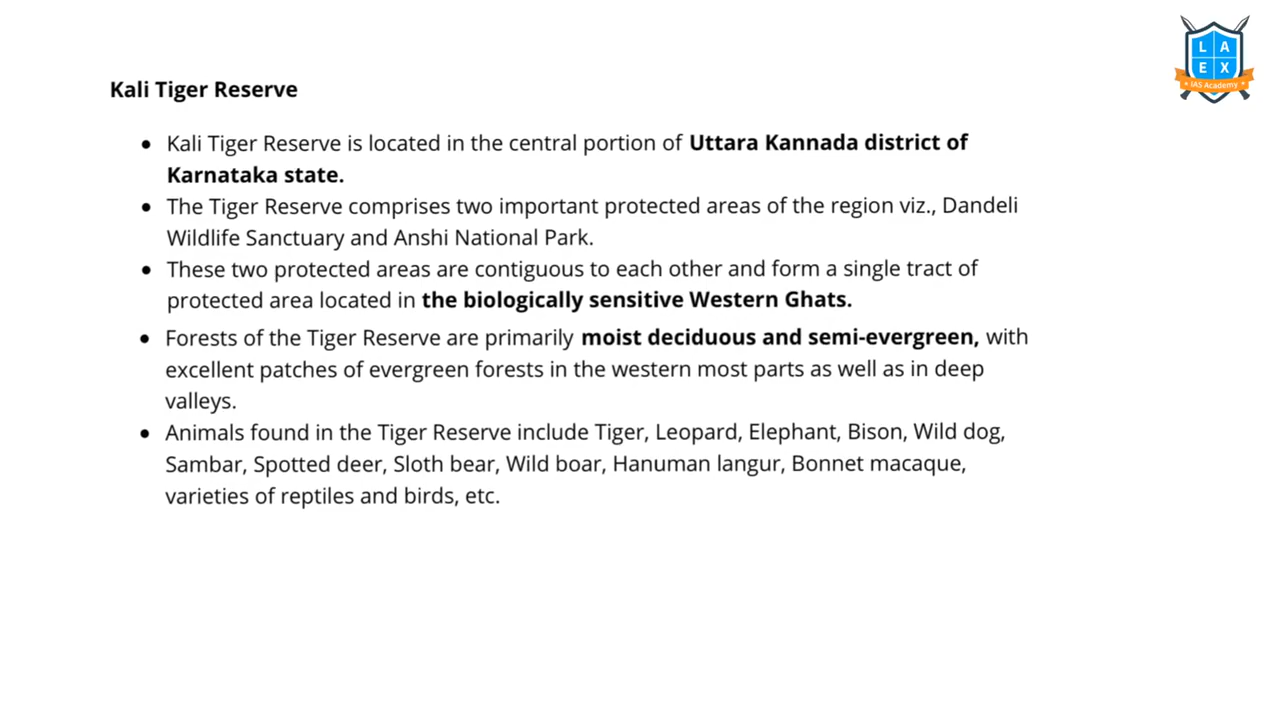 L A
E X
IAS Academy
Kali Tiger Reserve
• Kali Tiger Reserve is located in the central portion of Uttara Kannada district of
Karnataka state.
• The Tiger Reserve comprises two important protected areas of the region viz., Dandeli
Wildlife Sanctuary and Anshi National Park.
• These two protected areas are contiguous to each other and form a single tract of
protected area located in the biologically sensitive Western Ghats.
• Forests of the Tiger Reserve are primarily moist deciduous and semi-evergreen, with
excellent patches of evergreen forests in the western most parts as well as in deep
valleys.
• Animals found in the Tiger Reserve include Tiger, Leopard, Elephant, Bison, Wild dog,
Sambar, Spotted deer, Sloth bear, Wild boar, Hanuman langur, Bonnet macaque,
varieties of reptiles and birds, etc.